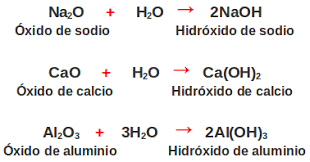 Na₂O + H₂O → 2NaOH
Óxido de sodio Hidróxido de sodio
CaO + H₂O → Ca(OH)₂
Óxido de calcio Hidróxido de calcio
Al₂O₃ + 3H₂O → 2Al(OH)₃
Óxido de aluminio Hidróxido de aluminio